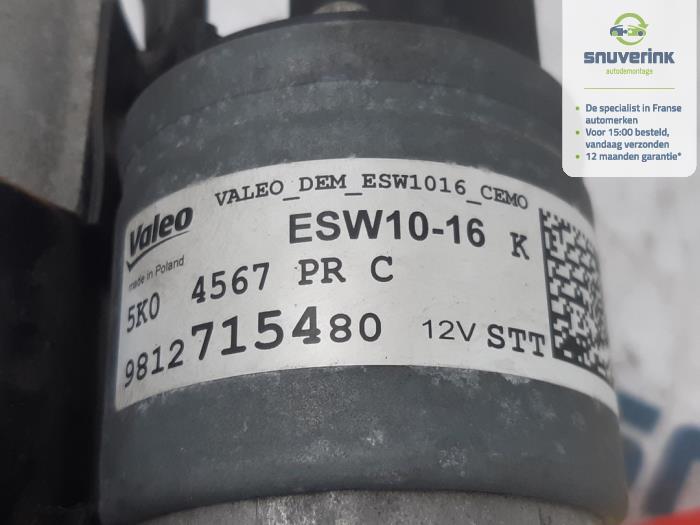 snuverink
autodemontage
De specialist in Franse
automerken
Voor 15:00 besteld,
vandaag verzonden
12 maanden garantie*
VALEO_DEM_ESW1016_CEMO
Valeo
ESW10-16 K
made in Poland
5K0 4567 PR C
9812715480 12V STT